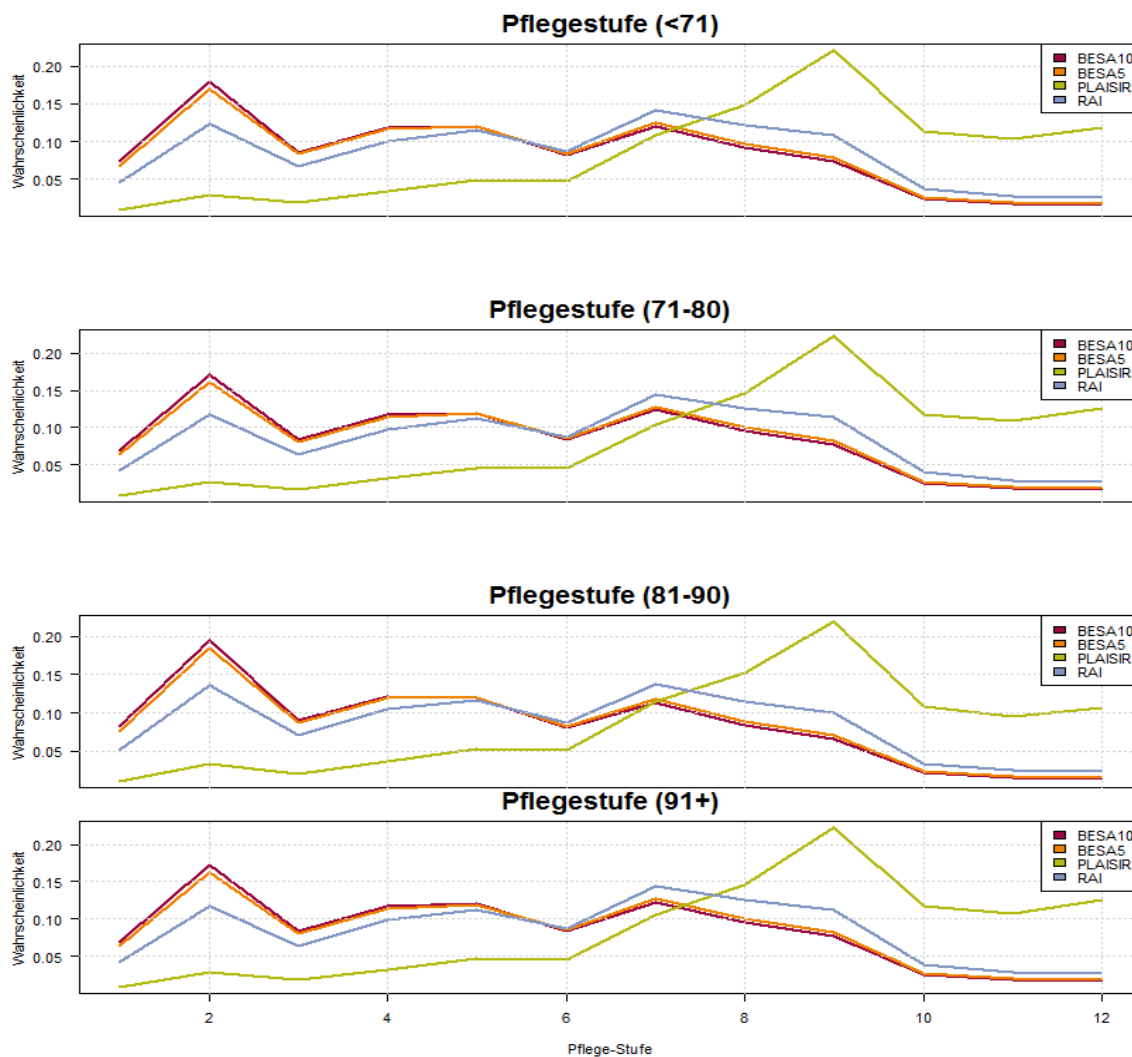 Pflegestufe (<71)
Wahrscheinlichkeit
0.20
0.15
0.10
0.05
BESA10
BESA5
PLAISIR
RAI
Pflegestufe (71-80)
Wahrscheinlichkeit
0.20
0.15
0.10
0.05
BESA10
BESA5
PLAISIR
RAI
Pflegestufe (81-90)
Wahrscheinlichkeit
0.20
0.15
0.10
0.05
BESA10
BESA5
PLAISIR
RAI
Pflegestufe (91+)
Wahrscheinlichkeit
0.20
0.15
0.10
0.05
BESA10
BESA5
PLAISIR
RAI
2 4 6 8 10 12
Pflege-Stufe